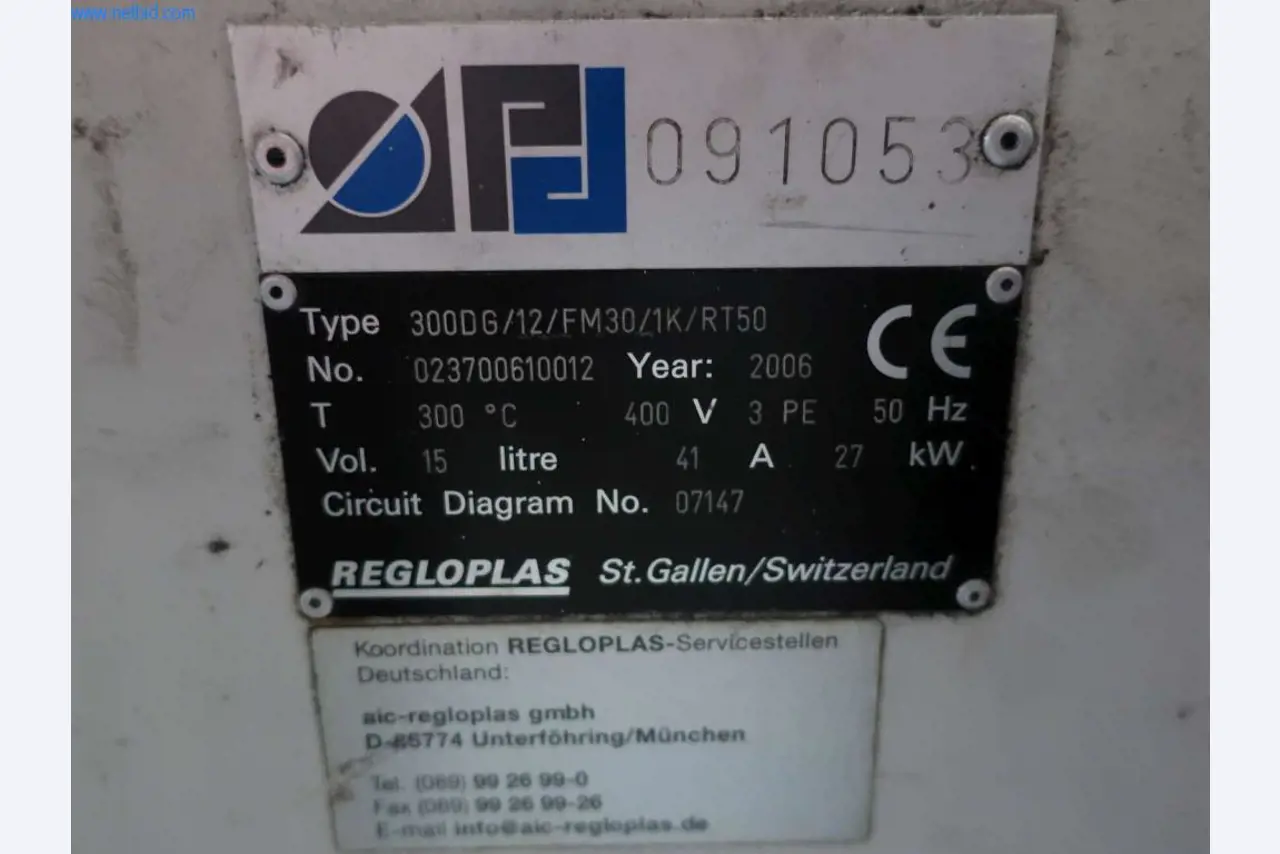 www.netbid.com
091053
Type 300DG/12/FM30/1K/RT50
No. 023700610012 Year: 2006
T 300 °C 400 V 3 PE 50 Hz
Vol. 15 litre 41 A 27 kW
Circuit Diagram No. 07147
REGLOPLAS St.Gallen/Switzerland
CE
Koordination REGLOPLAS-Servicestellen
Deutschland:
aic-regloplas gmbh
D-85774 Unterföhring/München
Tel. (089) 99 26 99-0
Fax (089) 99 26 99-26
E-mail info@aic-regloplas.de